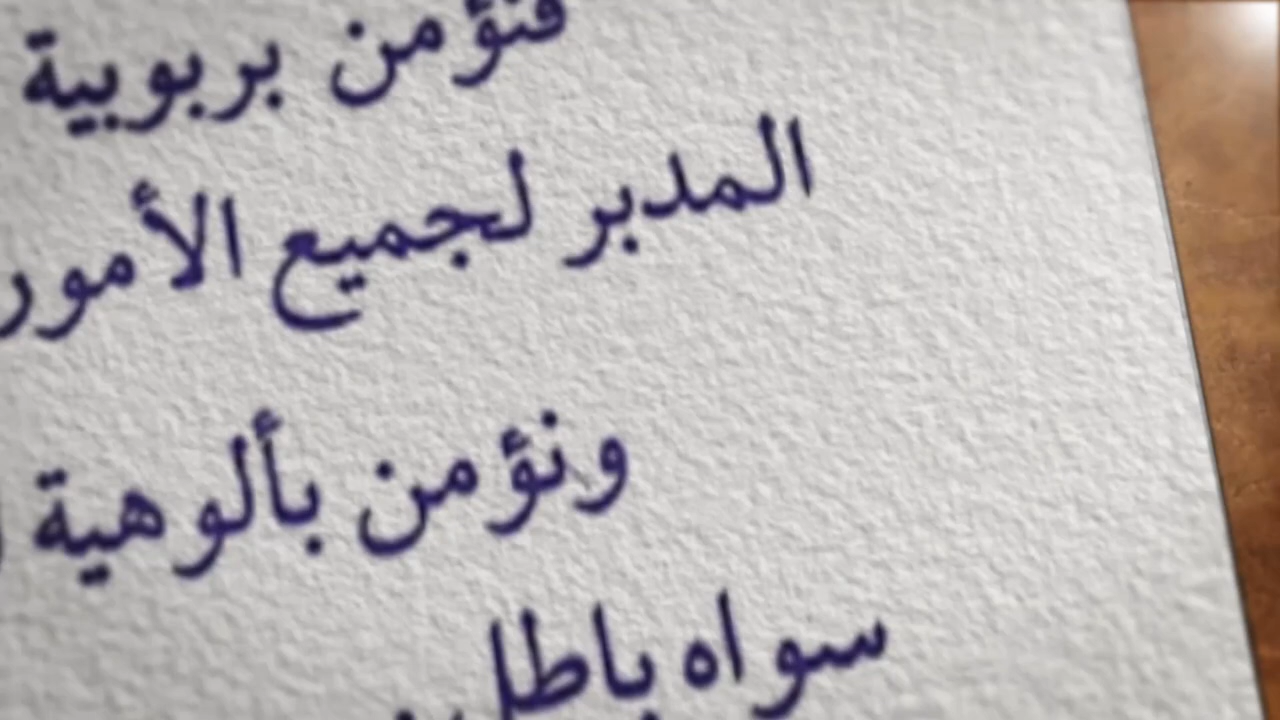 فنؤمن بربوبية
المدبر لجميع الأمور
ونؤمن بألوهية
سواه باطل